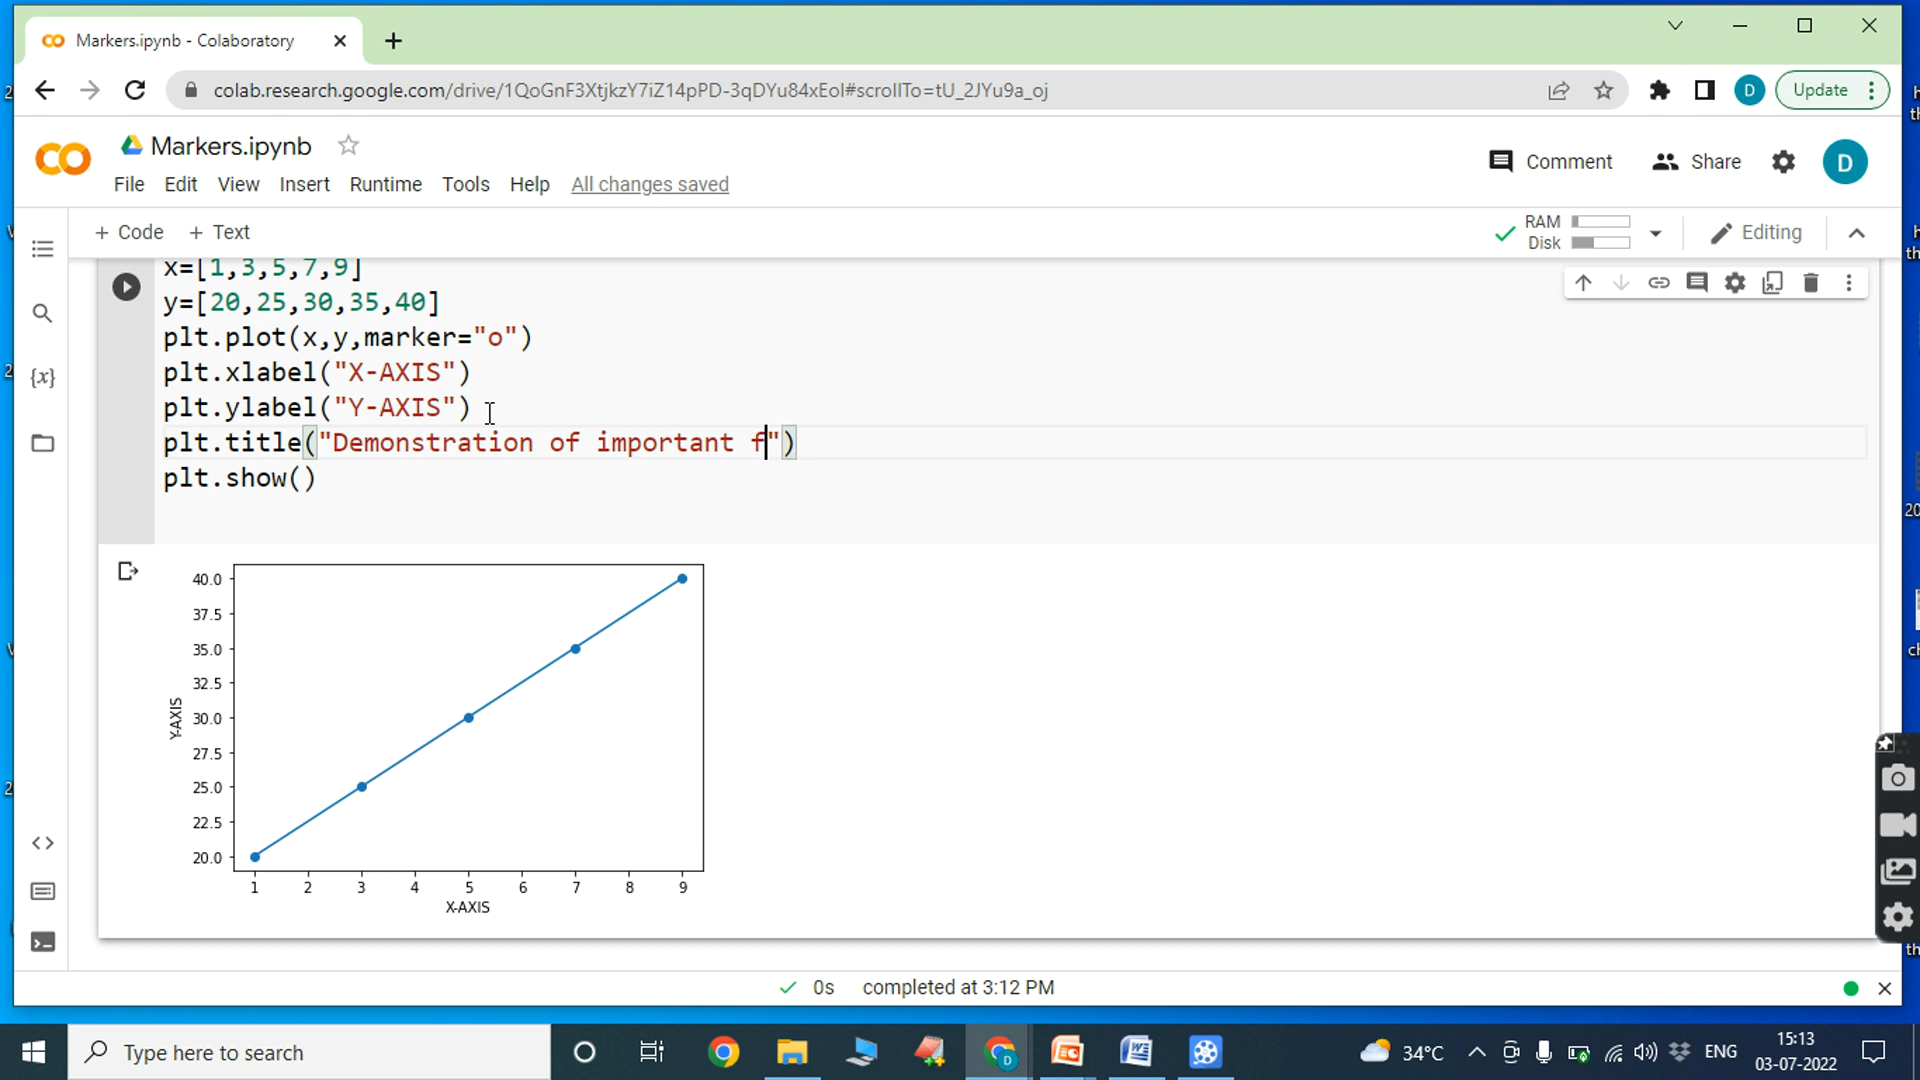 Markers.ipynb - Colaboratory
colab.research.google.com/drive/1QoGnF3XtjkzY7iZ14pPD-3qDYu84xEoI#scrollTo=tU_2JYu9a_oj
D
Update
Markers.ipynb
Comment
Share
D
File Edit View Insert Runtime Tools Help All changes saved
+ Code + Text
RAM
Disk
Editing
x=[1,3,5,7,9]
y=[20,25,30,35,40]
plt.plot(x,y,marker="o")
plt.xlabel("X-AXIS")
plt.ylabel("Y-AXIS")
plt.title("Demonstration of important f")
plt.show()
{x}
40.0
37.5
35.0
32.5
30.0
27.5
25.0
22.5
20.0
Y-AXIS
1 2 3 4 5 6 7 8 9
X-AXIS
0s completed at 3:12 PM
Type here to search
34°C
ENG
15:13
03-07-2022